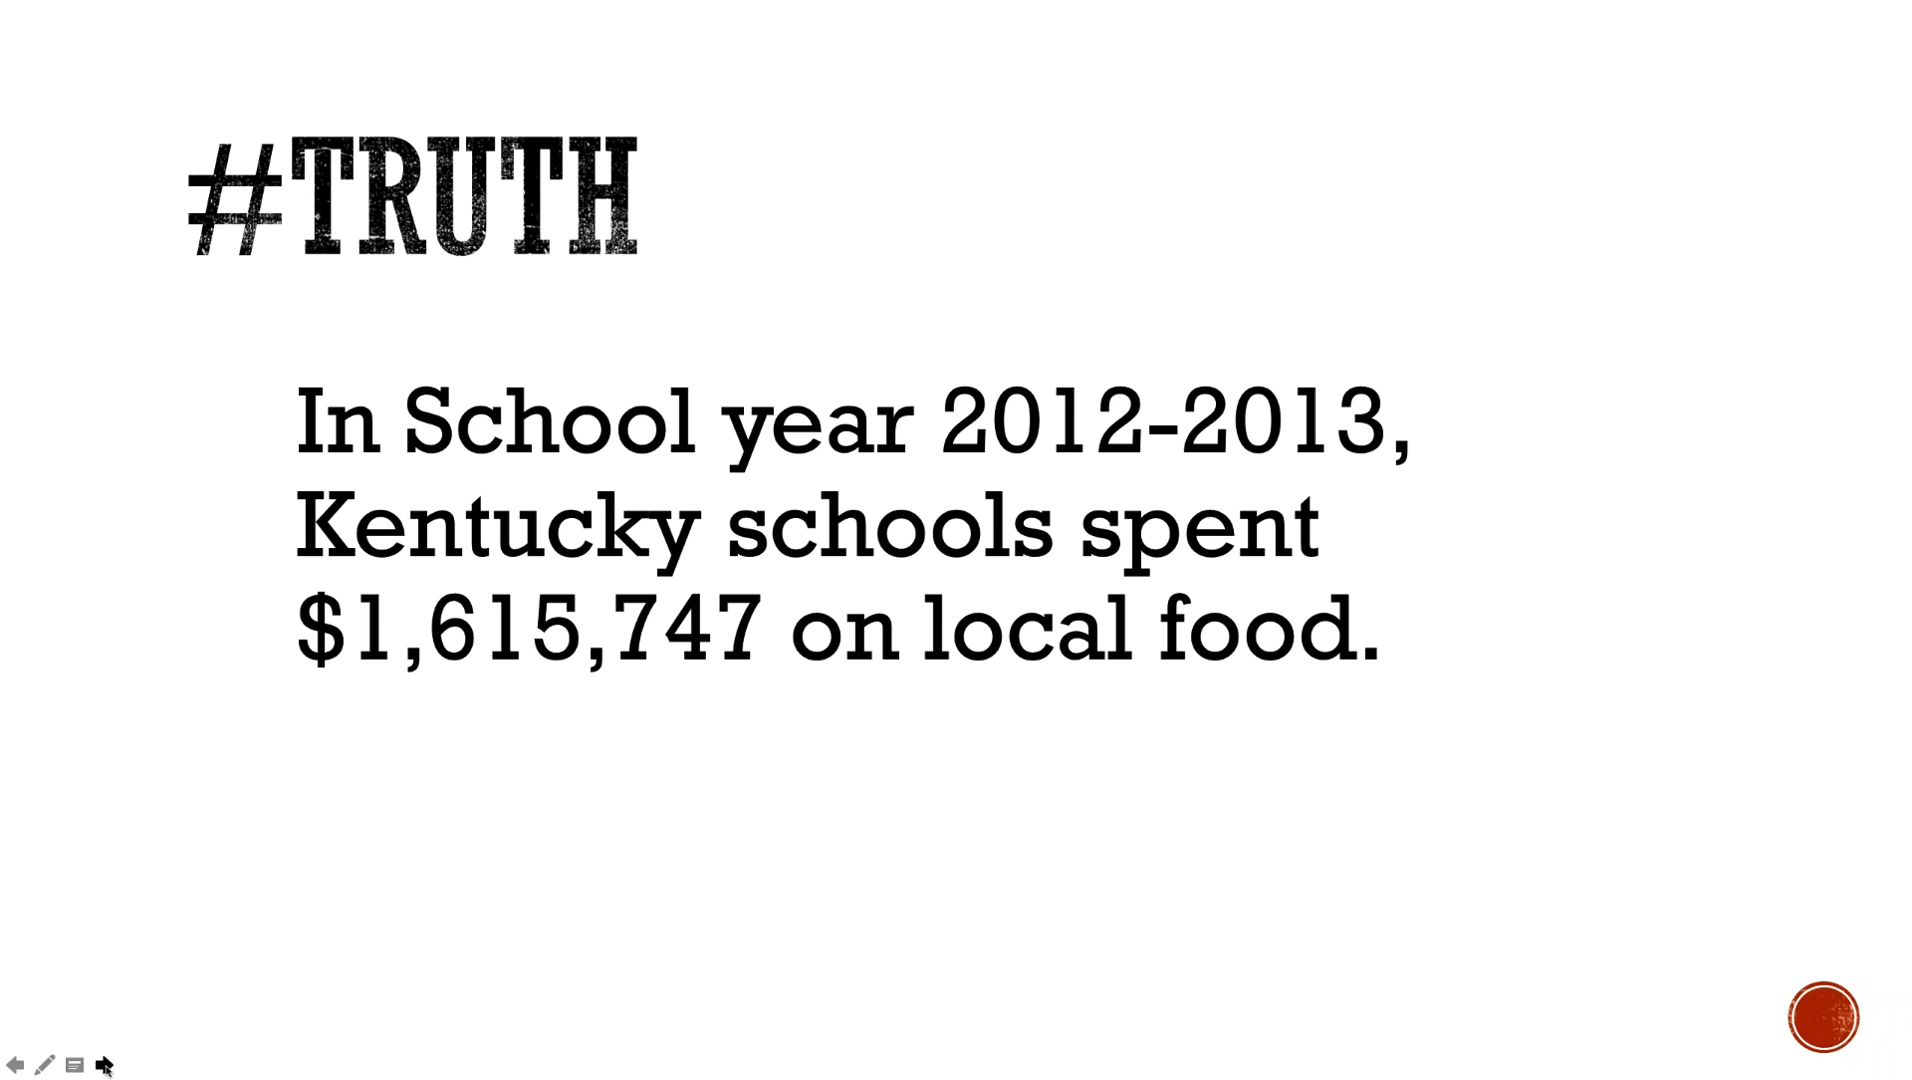 #TRUTH
In School year 2012-2013,
Kentucky schools spent
$1,615,747 on local food.